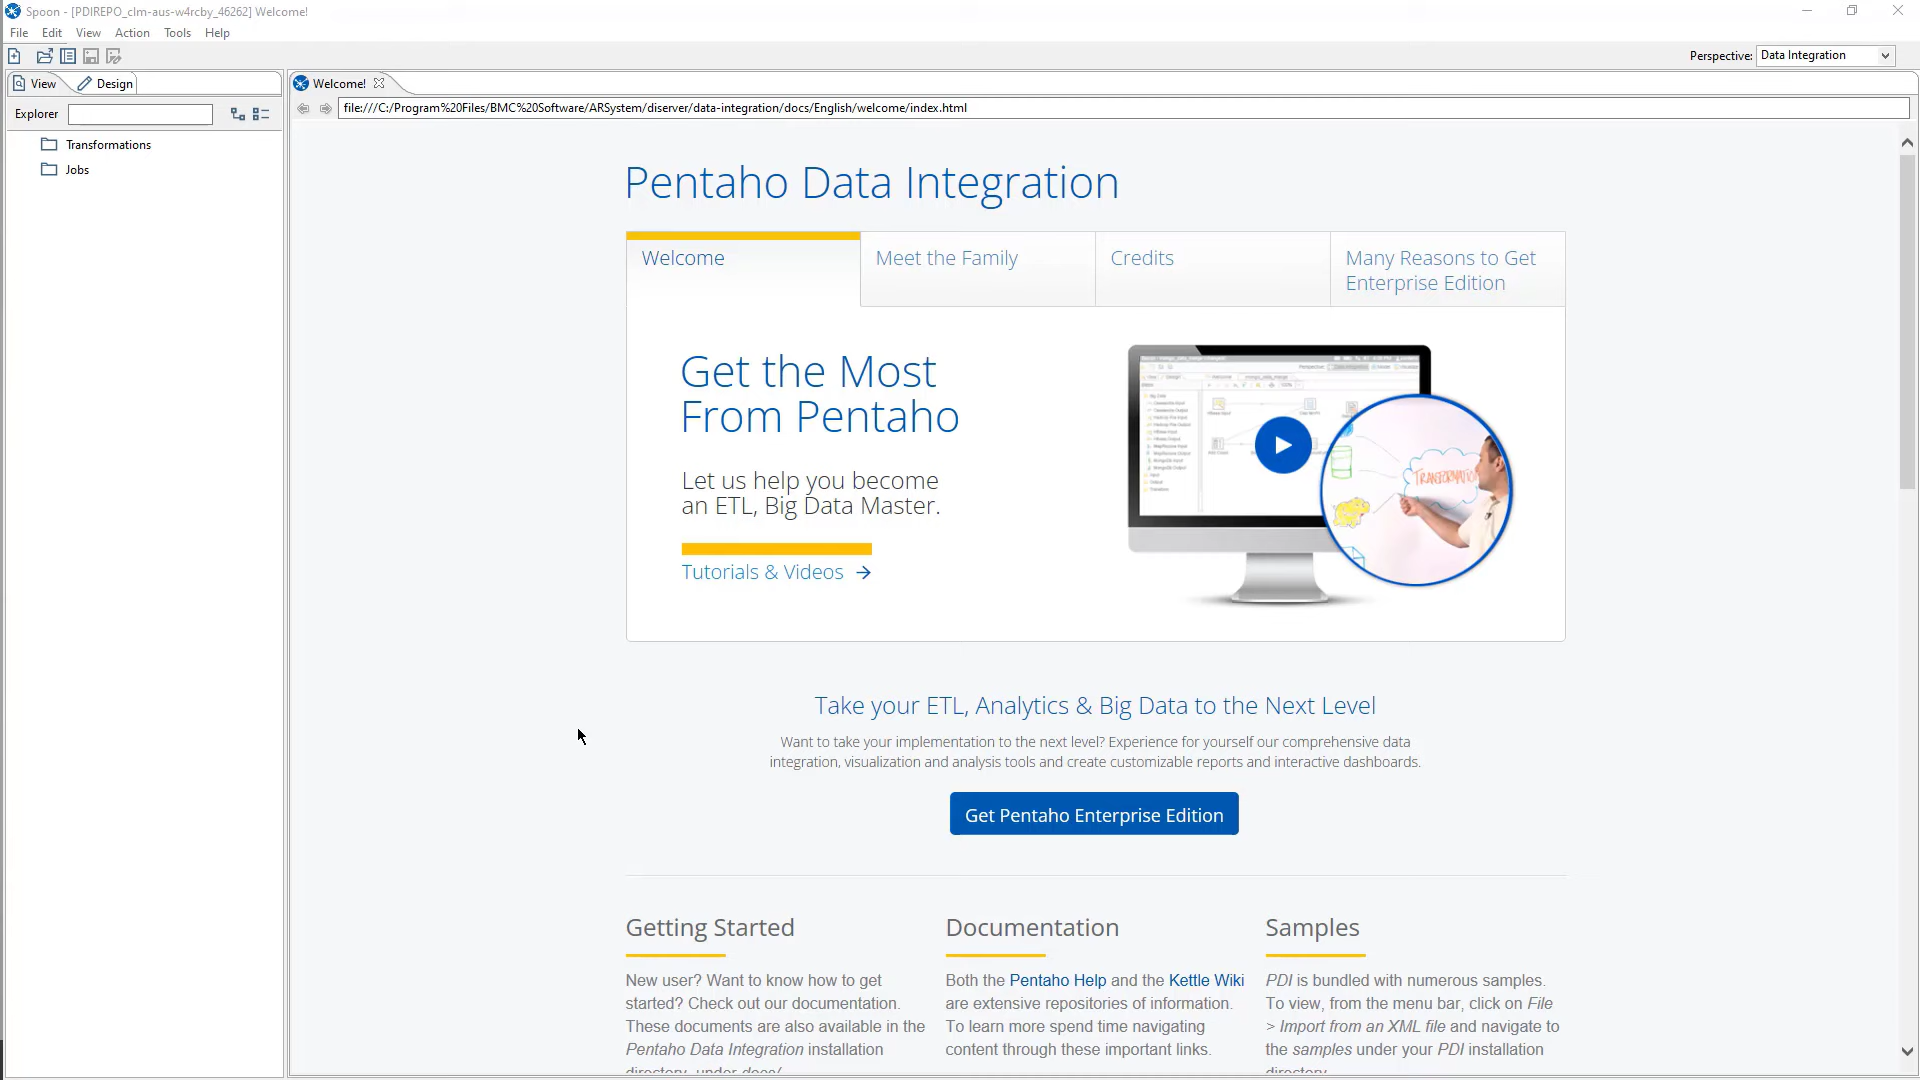 Spoon - [PDIREPO_clm-aus-w4rcby_46262] Welcome!
File Edit View Action Tools Help
Perspective: Data Integration
View Design
Welcome!
Explorer
file:///C:/Program%20Files/BMC%20Software/ARSystem/diserver/data-integration/docs/English/welcome/index.html
Transformations
Jobs
Pentaho Data Integration
Welcome
Meet the Family
Credits
Many Reasons to Get
Enterprise Edition
Get the Most
From Pentaho
Let us help you become
an ETL, Big Data Master.
Tutorials & Videos
TRANSFORMATION
Take your ETL, Analytics & Big Data to the Next Level
Want to take your implementation to the next level? Experience for yourself our comprehensive data
integration, visualization and analysis tools and create customizable reports and interactive dashboards.
Get Pentaho Enterprise Edition
Getting Started
New user? Want to know how to get
started? Check out our documentation.
These documents are also available in the
Pentaho Data Integration installation
directory, under docs/
Documentation
Both the Pentaho Help and the Kettle Wiki
are extensive repositories of information.
To learn more spend time navigating
content through these important links.
Samples
PDI is bundled with numerous samples.
To view, from the menu bar, click on File
> Import from an XML file and navigate to
the samples under your PDI installation
directory.